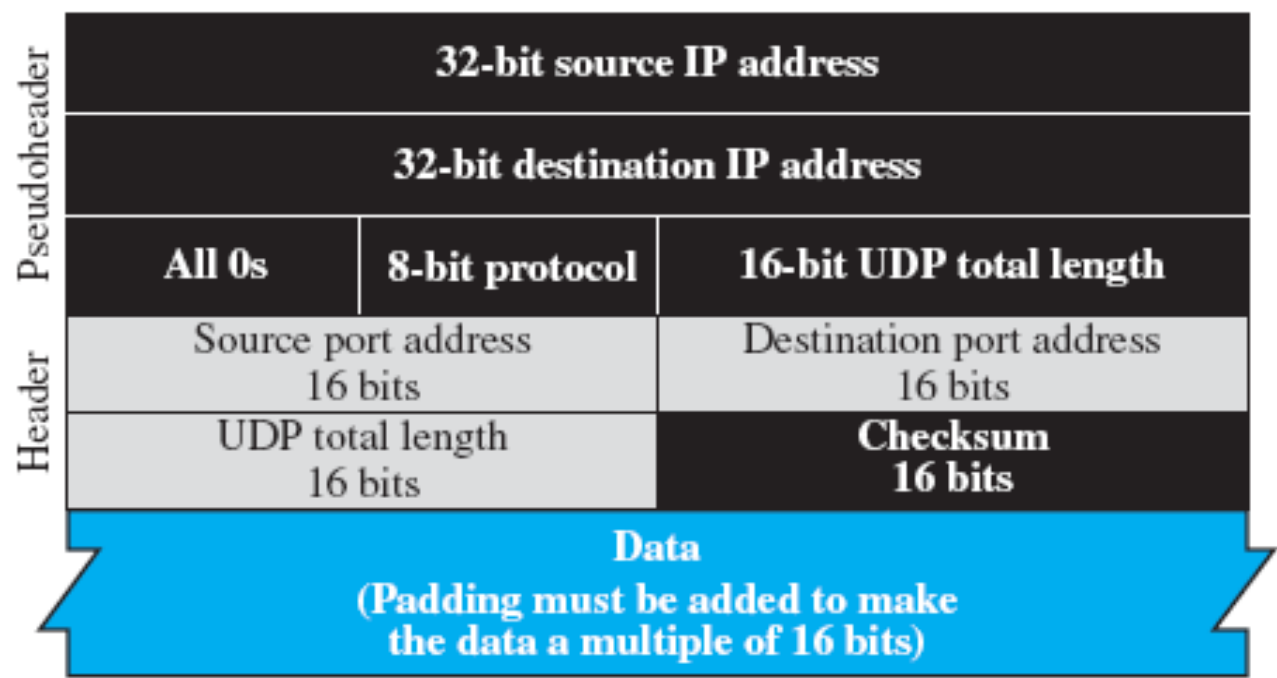 Pseudoheader
32-bit source IP address
32-bit destination IP address
All 0s
8-bit protocol
16-bit UDP total length
Header
Source port address
16 bits
Destination port address
16 bits
UDP total length
16 bits
Checksum
16 bits
Data
(Padding must be added to make
the data a multiple of 16 bits)